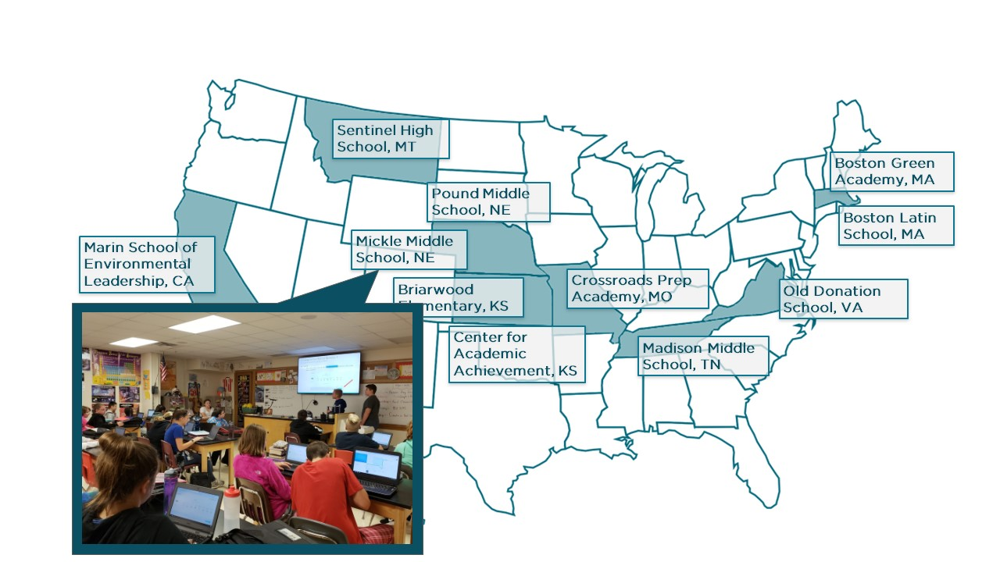 Sentinel High
School, MT
Boston Green
Academy, MA
Pound Middle
School, NE
Boston Latin
School, MA
Mickle Middle
School, NE
Marin School of
Environmental
Leadership, CA
Crossroads Prep
Academy, MO
Briarwood
Elementary, KS
Old Donation
School, VA
Center for
Academic
Achievement, KS
Madison Middle
School, TN